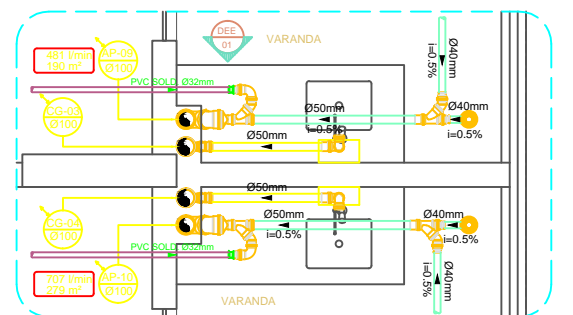 DEE
01
VARANDA
481 l/min
190 m²
AP-09
Ø100
PVC SOLD. Ø32mm
CG-03
Ø100
Ø50mm
i=0.5%
Ø40mm
i=0.5%
Ø40mm
i=0.5%
Ø50mm
Ø50mm
CG-04
Ø100
Ø50mm
i=0.5%
Ø40mm
i=0.5%
PVC SOLD. Ø32mm
Ø40mm
i=0.5%
707 l/min
279 m²
AP-10
Ø100
VARANDA